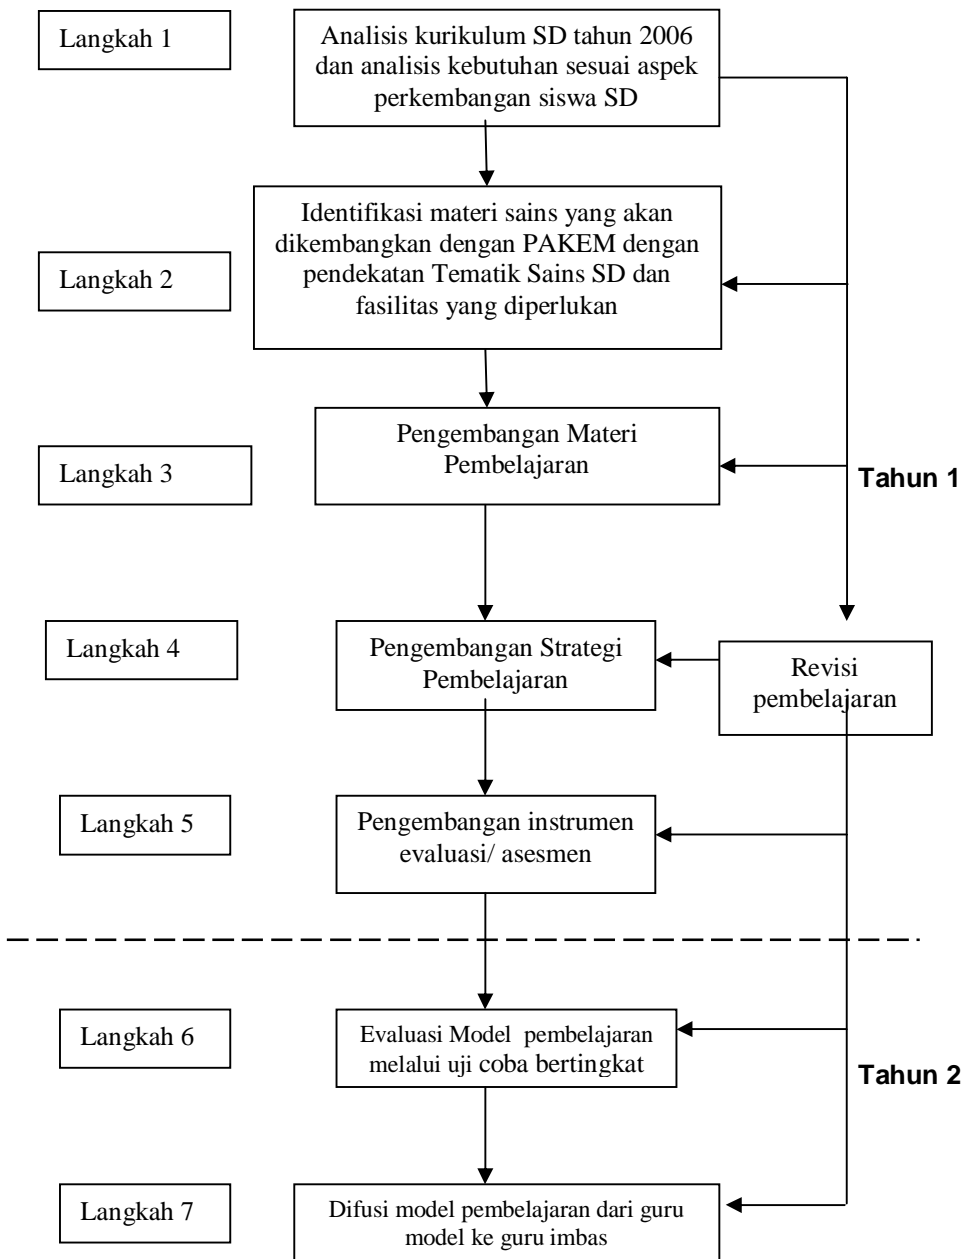 Langkah 1
Analisis kurikulum SD tahun 2006
dan analisis kebutuhan sesuai aspek
perkembangan siswa SD
Langkah 2
Identifikasi materi sains yang akan
dikembangkan dengan PAKEM dengan
pendekatan Tematik Sains SD dan
fasilitas yang diperlukan
Langkah 3
Pengembangan Materi
Pembelajaran
Tahun 1
Langkah 4
Pengembangan Strategi
Pembelajaran
Revisi
pembelajaran
Langkah 5
Pengembangan instrumen
evaluasi/ asesmen
Langkah 6
Evaluasi Model pembelajaran
melalui uji coba bertingkat
Tahun 2
Langkah 7
Difusi model pembelajaran dari guru
model ke guru imbas